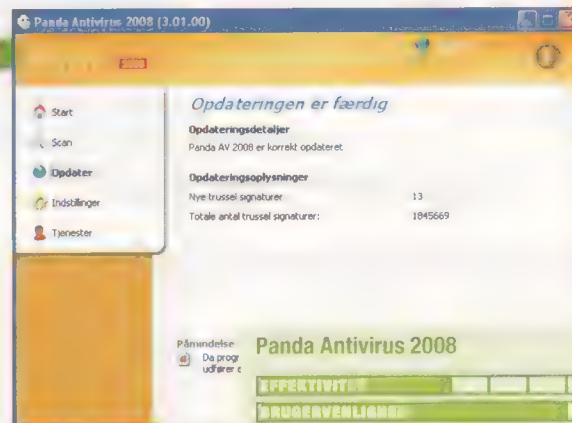 Panda Antivirus 2008 (3.01.00)
2008
Start
Scan
Opdater
Indstillinger
Tjenester
Opdateringen er færdig
Opdateringsdetaljer
Panda AV 2008 er korrekt opdateret
Opdateringsoplysninger
Nye trussel signaturer 13
Totale antal trussel signaturer: 1845669
Påmindelse
Da progr
udfører
Panda Antivirus 2008
EFFEKTIVITET
BRUGERVENLIGHED